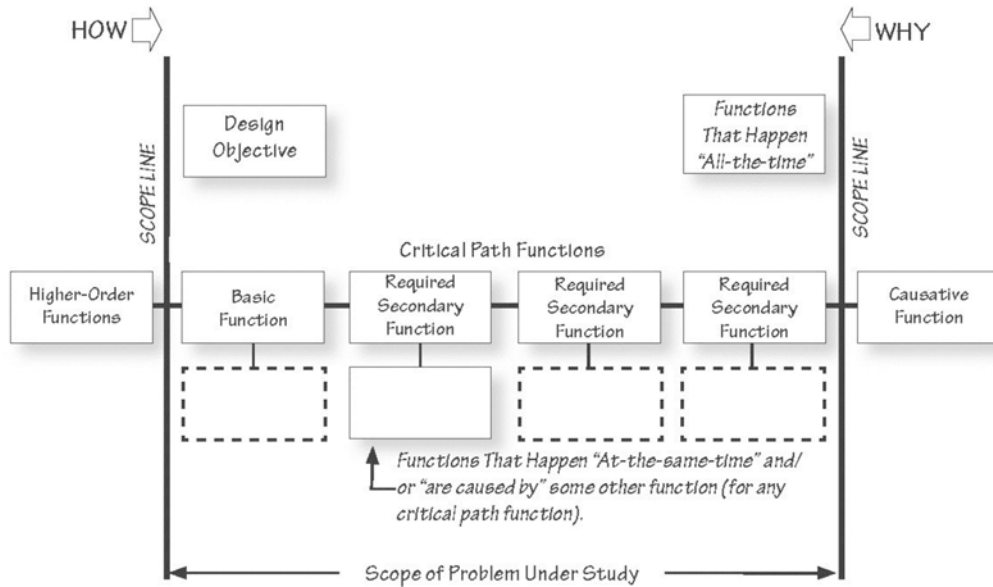 HOW
WHY
Design
Objective
Functions
That Happen
"All-the-time"
SCOPE LINE
SCOPE LINE
Critical Path Functions
Higher-Order
Functions
Basic
Function
Required
Secondary
Function
Required
Secondary
Function
Required
Secondary
Function
Causative
Function
Functions That Happen "At-the-same-time" and/
or "are caused by" some other function (for any
critical path function).
Scope of Problem Under Study